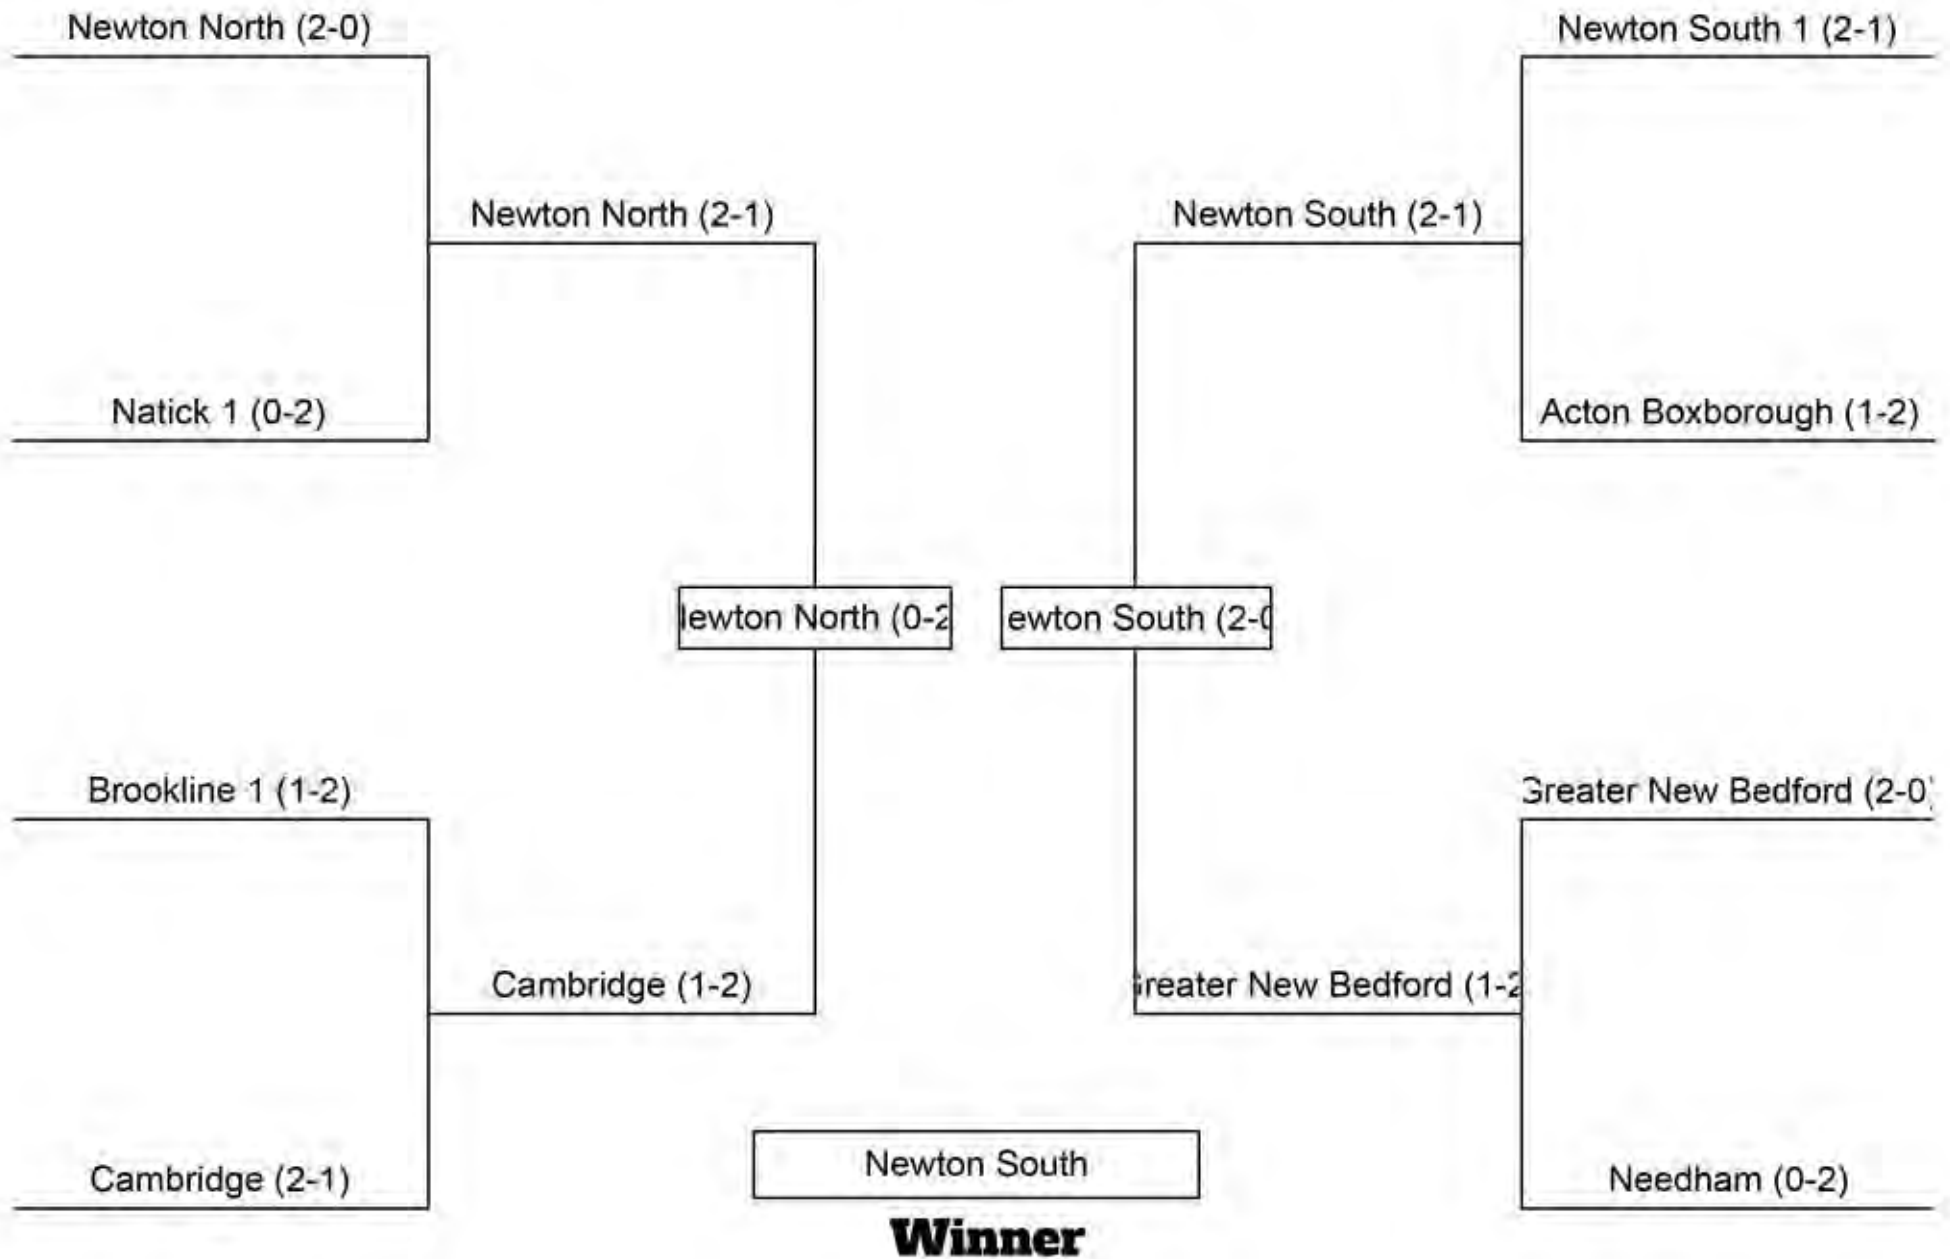 Newton North (2-0)
Newton South 1 (2-1)
Newton North (2-1)
Newton South (2-1)
Natick 1 (0-2)
Acton Boxborough (1-2)
ewton North (0-2
ewton South (2-0
Brookline 1 (1-2)
Greater New Bedford (2-0)
Cambridge (1-2)
reater New Bedford (1-2
Cambridge (2-1)
Newton South
Needham (0-2)
Winner